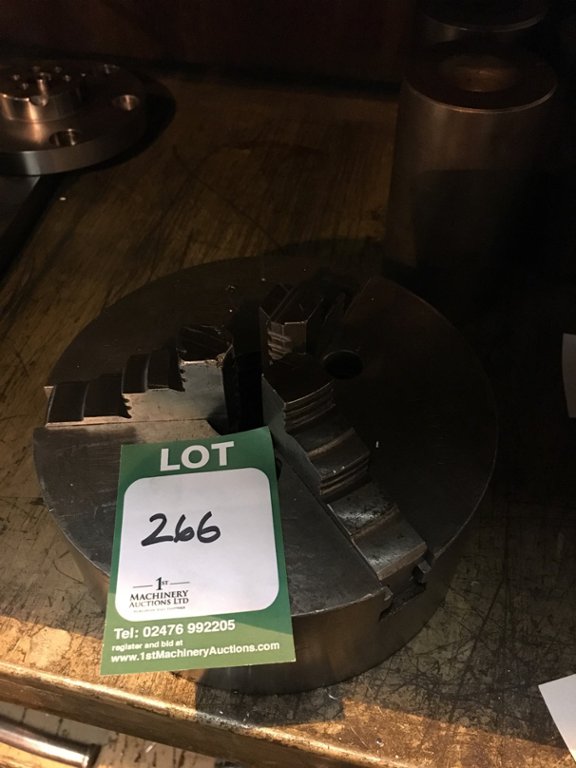 LOT
266
1ST
MACHINERY
AUCTIONS LTD
Tel: 02476 992205
register and bid at
www.1stMachineryAuctions.com